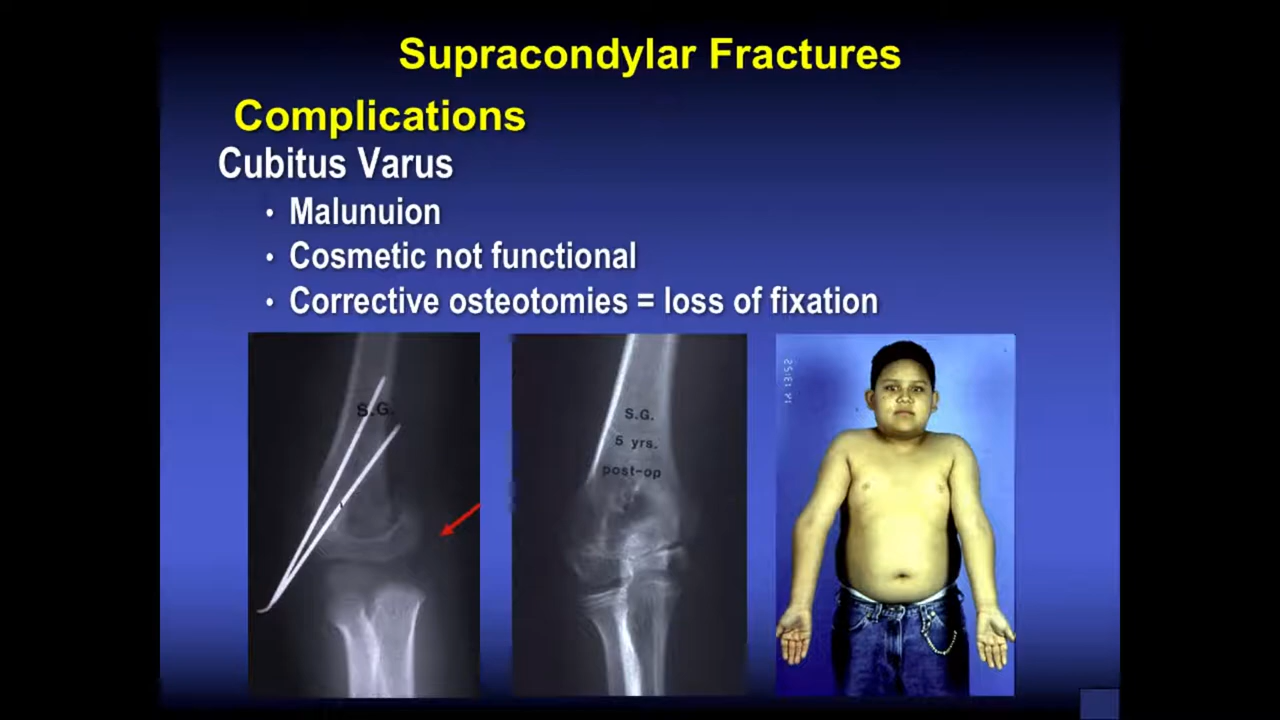 Supracondylar Fractures
Complications
Cubitus Varus
• Malunuion
• Cosmetic not functional
• Corrective osteotomies = loss of fixation
S.G.
S.G.
5 yrs.
post-op